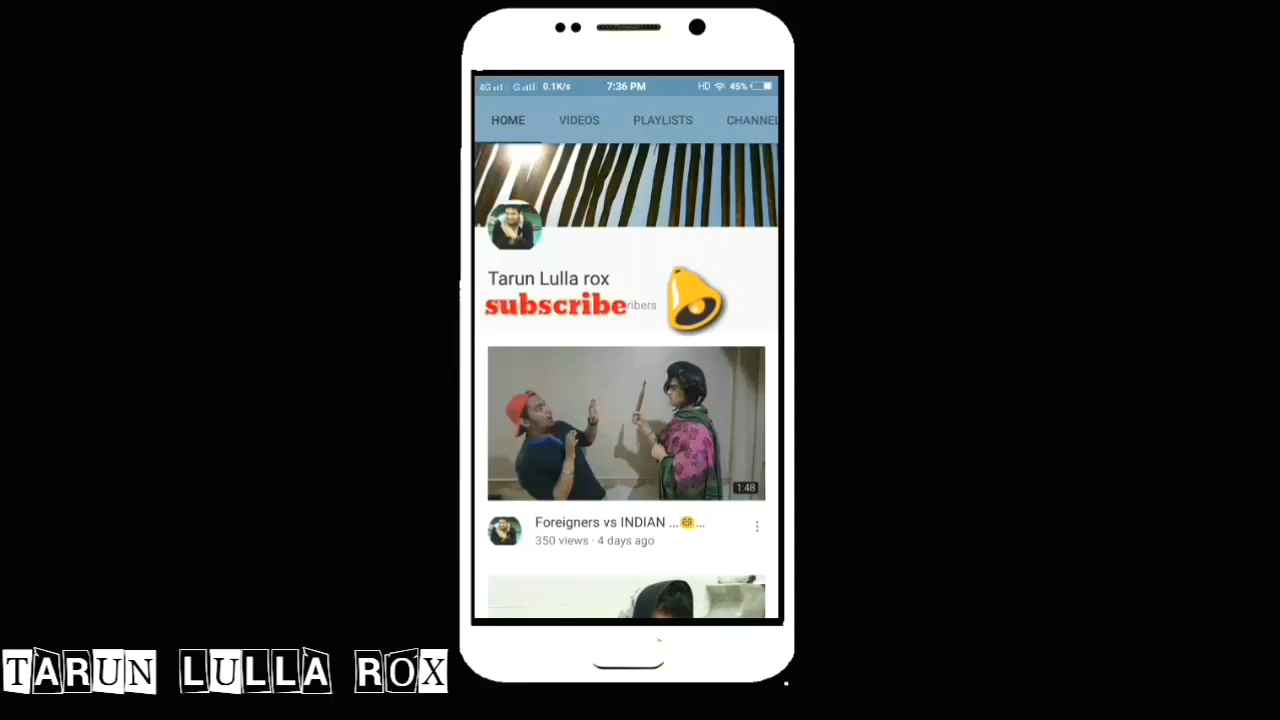 4G G 0.1K/s 7:36 PM HD 45%
HOME VIDEOS PLAYLISTS CHANNEL
Tarun Lulla rox
subscribe ribers
1:48
Foreigners vs INDIAN ...😂...
350 views · 4 days ago
TARUN LULLA ROX